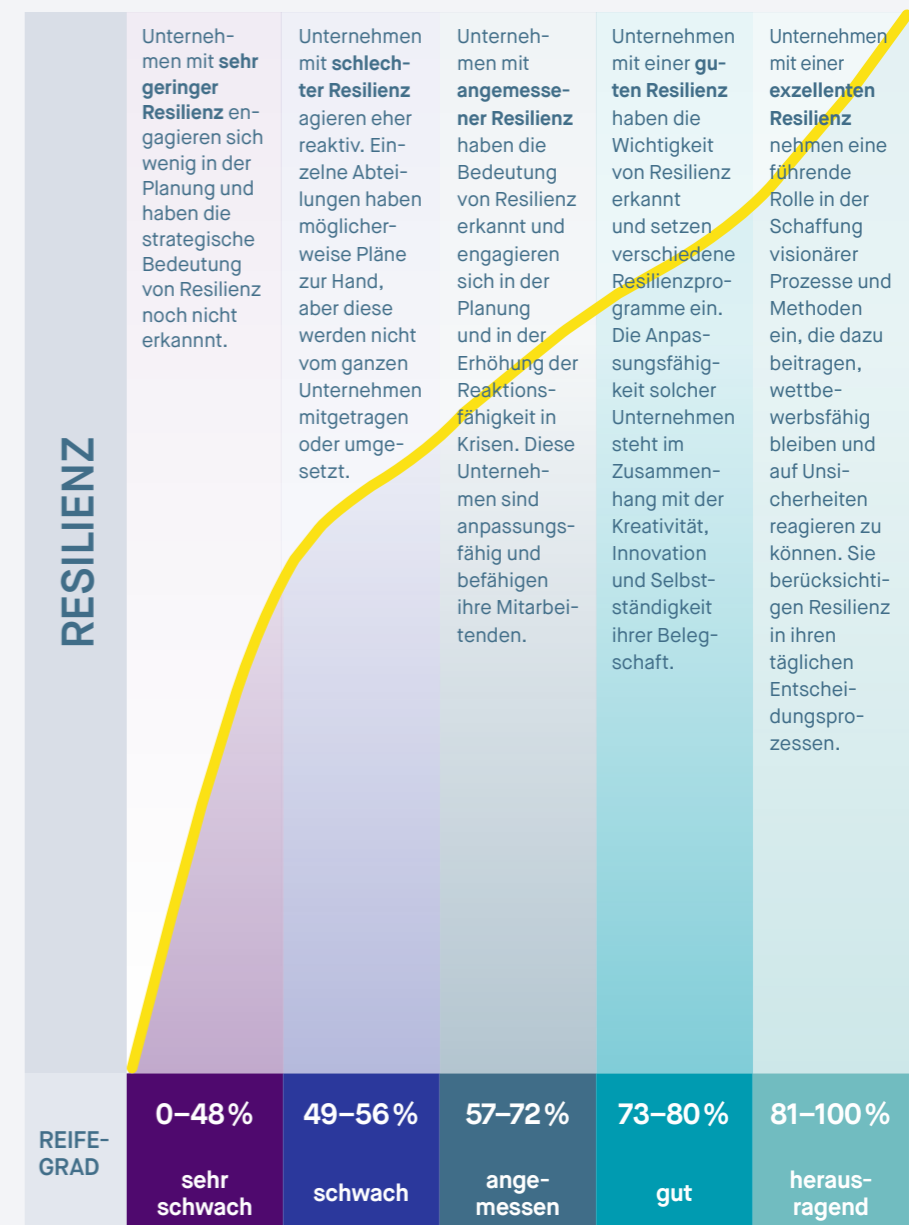 RESILIENZ
Unterneh-
men mit sehr
geringer
Resilienz en-
gagieren sich
wenig in der
Planung und
haben die
strategische
Bedeutung
von Resilienz
noch nicht
erkannnt.
Unternehmen
mit schlech-
ter Resilienz
agieren eher
reaktiv. Ein-
zelne Abtei-
lungen haben
möglicher-
weise Pläne
zur Hand,
aber diese
werden nicht
vom ganzen
Unternehmen
mitgetragen
oder umge-
setzt.
Unterneh-
men mit
angemesse-
ner Resilienz
haben die
Bedeutung
von Resilienz
erkannt und
engagieren
sich in der
Planung
und in der
Erhöhung der
Reaktions-
fähigkeit in
Krisen. Diese
Unterneh-
men sind
anpassungs-
fähig und
befähigen
ihre Mitarbei-
tenden.
Unternehmen
mit einer gu-
ten Resilienz
haben die
Wichtigkeit
von Resilienz
erkannt
und setzen
verschiedene
Resilienzpro-
gramme ein.
Die Anpas-
sungsfähig-
keit solcher
Unternehmen
steht im
Zusammen-
hang mit der
Kreativität,
Innovation
und Selbst-
ständigkeit
ihrer Beleg-
schaft.
Unternehmen
mit einer
exzellenten
Resilienz
nehmen eine
führende
Rolle in der
Schaffung
visionärer
Prozesse und
Methoden
ein, die dazu
beitragen,
wettbe-
werbsfähig
bleiben und
auf Unsi-
cherheiten
reagieren zu
können. Sie
berücksichti-
gen Resilienz
in ihren
täglichen
Entschei-
dungspro-
zessen.
REIFE-
GRAD
0–48 %
sehr
schwach
49–56 %
schwach
57–72 %
ange-
messen
73–80 %
gut
81–100 %
heraus-
ragend